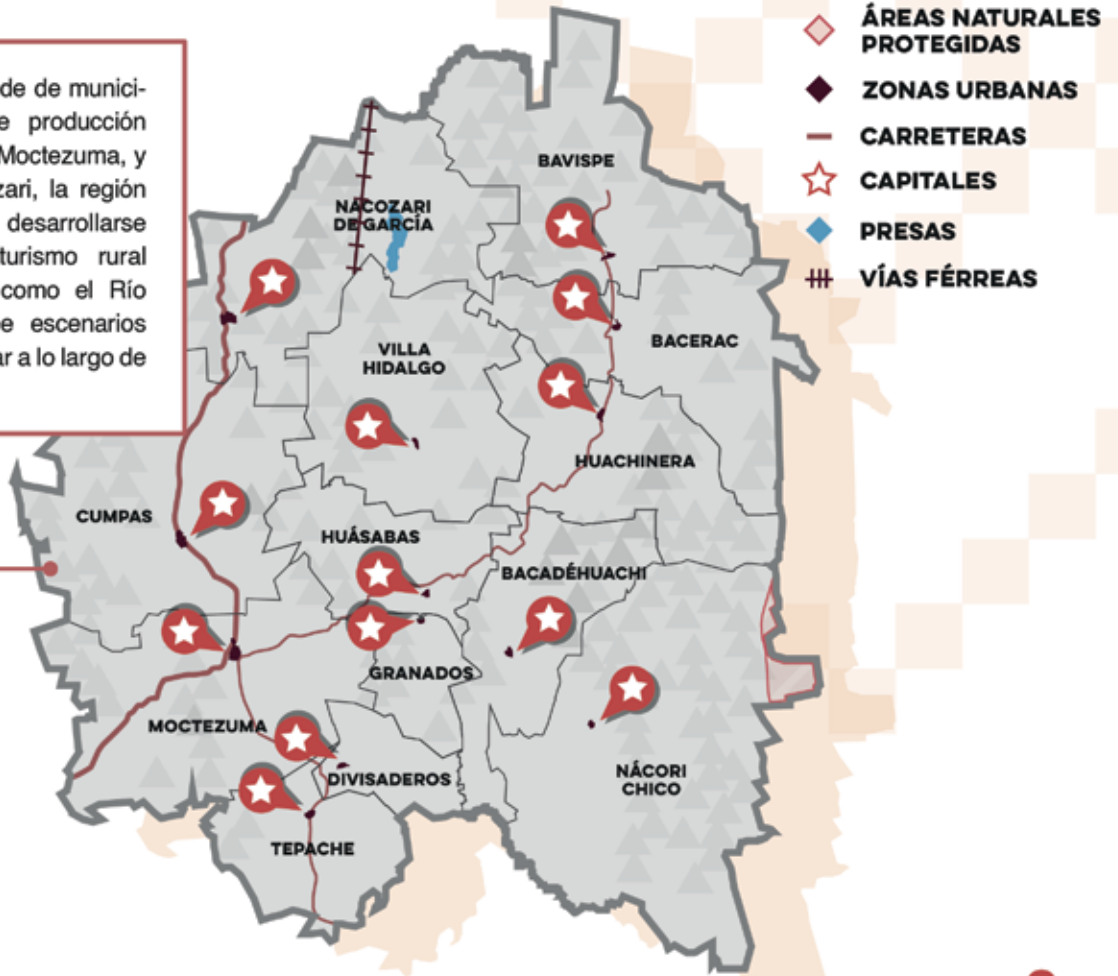 de de munici-
e producción
Moctezuma, y
zari, la región
desarrollarse
turismo rural
como el Río
e escenarios
ar a lo largo de
ÁREAS NATURALES
PROTEGIDAS
ZONAS URBANAS
CARRETERAS
CAPITALES
PRESAS
VÍAS FÉRREAS
BAVISPE
NACOZARI
DE GARCÍA
BACERAC
VILLA
HIDALGO
HUACHINERA
CUMPAS
HUÁSABAS
BACADÉHUACHI
GRANADOS
MOCTEZUMA
DIVISADEROS
NÁCORI
CHICO
TEPACHE